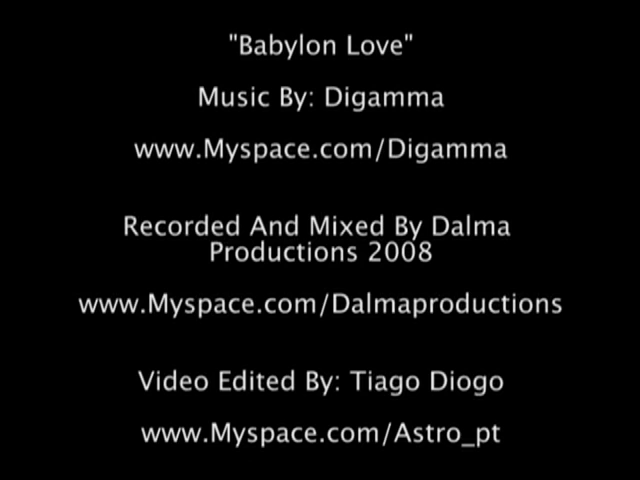 "Babylon Love"
Music By: Digamma
www.Myspace.com/Digamma
Recorded And Mixed By Dalma
Productions 2008
www.Myspace.com/Dalmaproductions
Video Edited By: Tiago Diogo
www.Myspace.com/Astro_pt